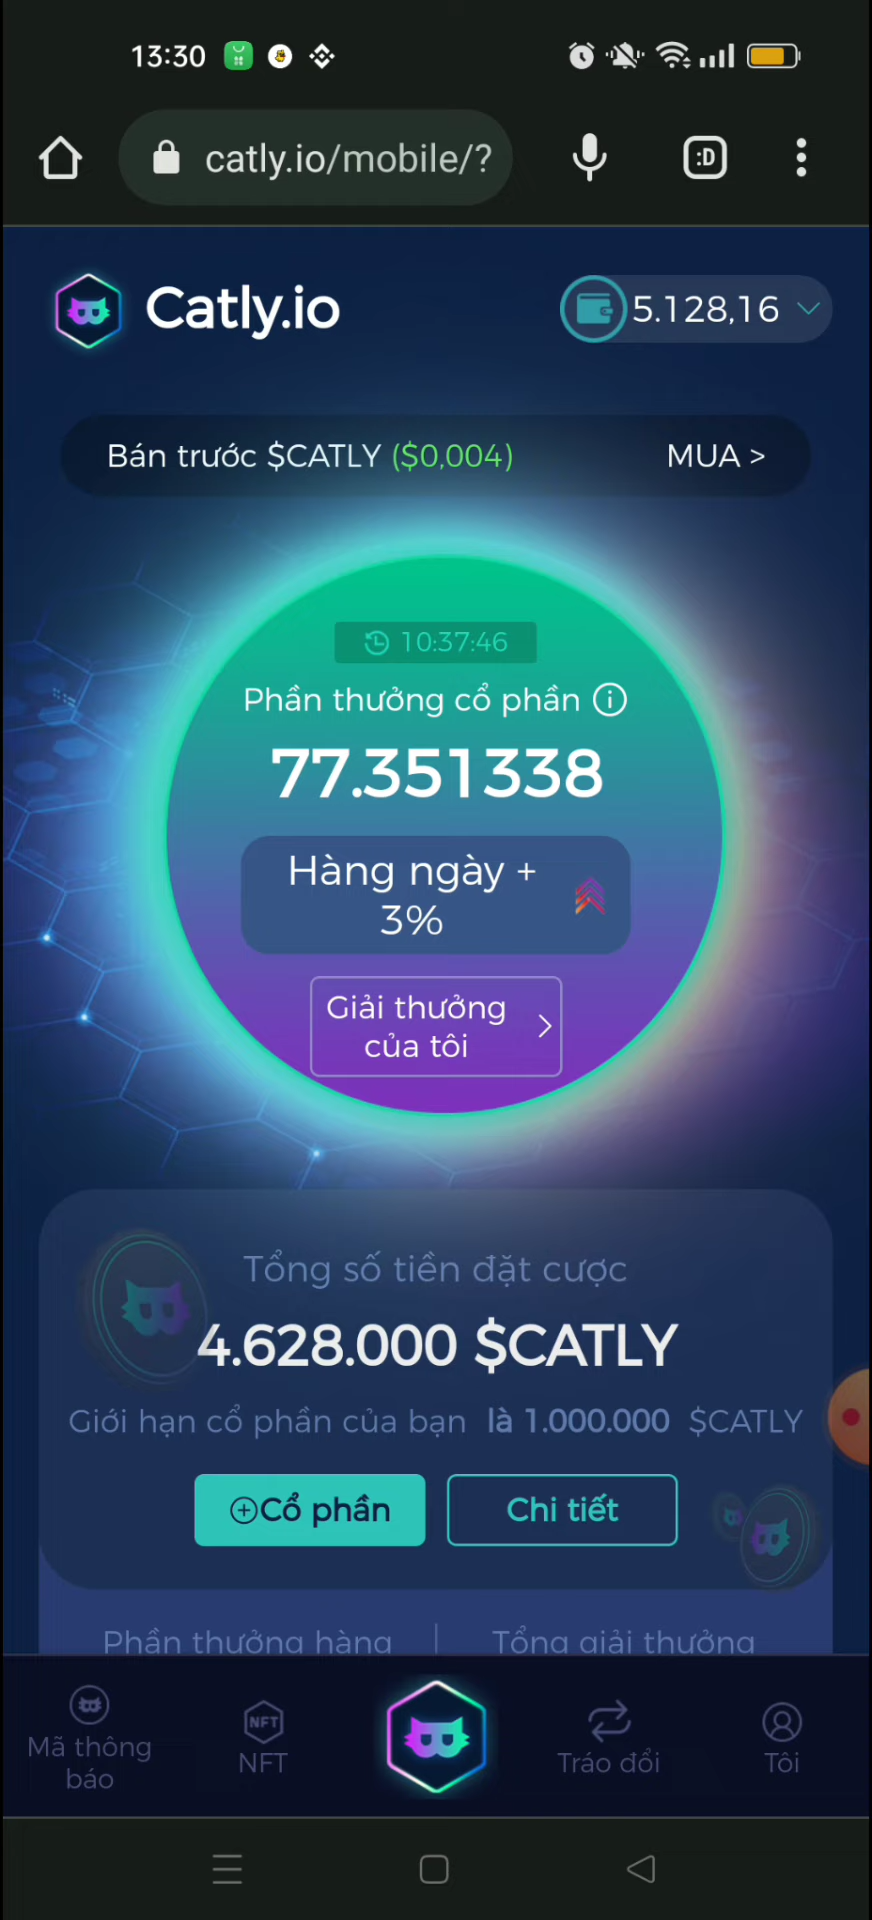 13:30
catly.io/mobile/?
:D
Catly.io
5.128,16
Bán trước $CATLY ($0,004)
MUA >
10:37:46
Phần thưởng cổ phần
77.351338
Hàng ngày +
3%
Giải thưởng
của tôi
Tổng số tiền đặt cược
4.628.000 $CATLY
Giới hạn cổ phần của bạn là 1.000.000 $CATLY
Cổ phần
Chi tiết
Phần thưởng hàng
Tổng giải thưởng
Mã thông
báo
NFT
NFT
Tráo đổi
Tôi